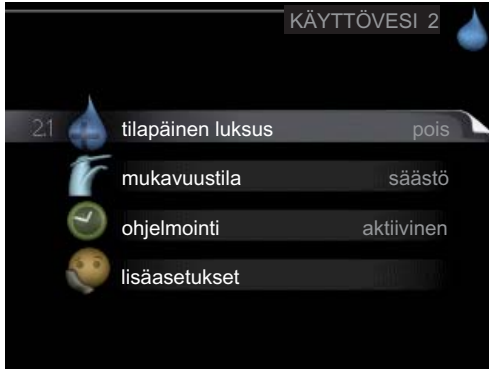 KÄYTTÖVESI 2
2.1 tilapäinen luksus pois
mukavuustila säästö
ohjelmointi aktiivinen
lisäasetukset